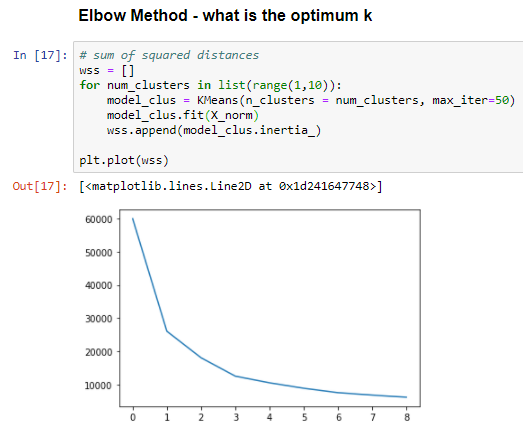 Elbow Method - what is the optimum k
In [17]: # sum of squared distances
wss = []
for num_clusters in list(range(1,10)):
    model_clus = KMeans(n_clusters = num_clusters, max_iter=50)
    model_clus.fit(X_norm)
    wss.append(model_clus.inertia_)

plt.plot(wss)
Out[17]: [<matplotlib.lines.Line2D at 0x1d241647748>]
60000
50000
40000
30000
20000
10000
0 1 2 3 4 5 6 7 8